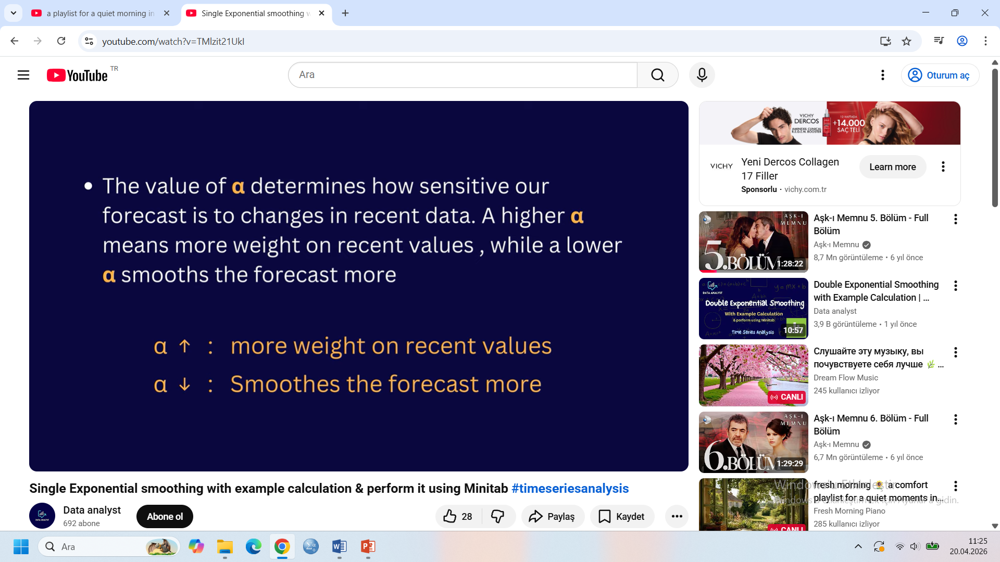 a playlist for a quiet morning in
Single Exponential smoothing w
youtube.com/watch?v=TMlzit21UkI
YouTube TR
Ara
Oturum aç
• The value of α determines how sensitive our
forecast is to changes in recent data. A higher α
means more weight on recent values , while a lower
α smooths the forecast more
α ↑ : more weight on recent values
α ↓ : Smoothes the forecast more
Single Exponential smoothing with example calculation & perform it using Minitab #timeseriesanalysis
Data analyst
692 abone
Abone ol
28
Paylaş
Kaydet
VICHY
DERCOS
AMINEXIL CLINICAL
R.E.G.E.N. BOOSTER
12 HAFTADA
+14.000
SAÇ TELİ
VICHY
Yeni Dercos Collagen
17 Filler
Sponsorlu · vichy.com.tr
Learn more
AŞK-I
MEMNU
5.BÖLÜM
1:28:22
Aşk-ı Memnu 5. Bölüm - Full
Bölüm
Aşk-ı Memnu
8,7 Mn görüntüleme • 6 yıl önce
DATA ANALYST
y = mx + b
Double Exponential Smoothing
With Example Calculation
& perform using Minitab
Time Series Analysis
10:57
Double Exponential Smoothing
with Example Calculation | ...
Data analyst
3,9 B görüntüleme • 1 yıl önce
CANLI
Слушайте эту музыку, вы
почувствуете себя лучше 🌿 ...
Dream Flow Music
245 kullanıcı izliyor
AŞK-I
MEMNU
6.BÖLÜM
1:29:29
Aşk-ı Memnu 6. Bölüm - Full
Bölüm
Aşk-ı Memnu
6,7 Mn görüntüleme • 6 yıl önce
CANLI
fresh morning 🌻 a comfort
playlist for a quiet moments in...
Fresh Morning Piano
285 kullanıcı izliyor
Windows'u Etkinleştir
Ara
11:25
20.04.2026